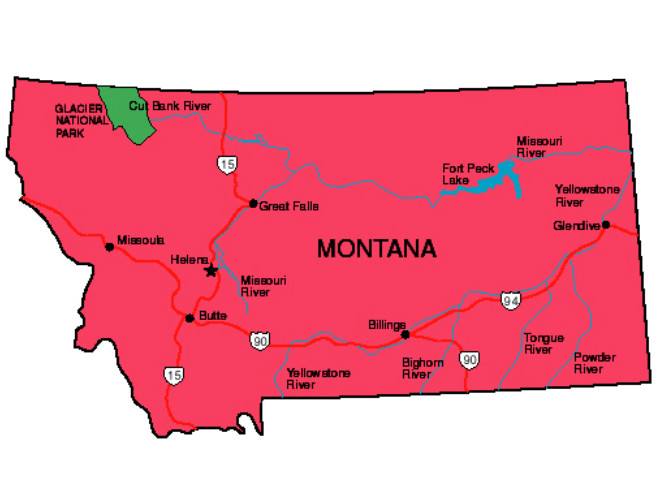 GLACIER
NATIONAL
PARK
Cut Bank River
15
Missouri
River
Fort Peck
Lake
Yellowstone
River
Great Falls
Glendive
Missoula
MONTANA
Helena
Missouri
River
94
Butte
Billings
90
Tongue
River
Bighorn
River
90
Powder
River
15
Yellowstone
River